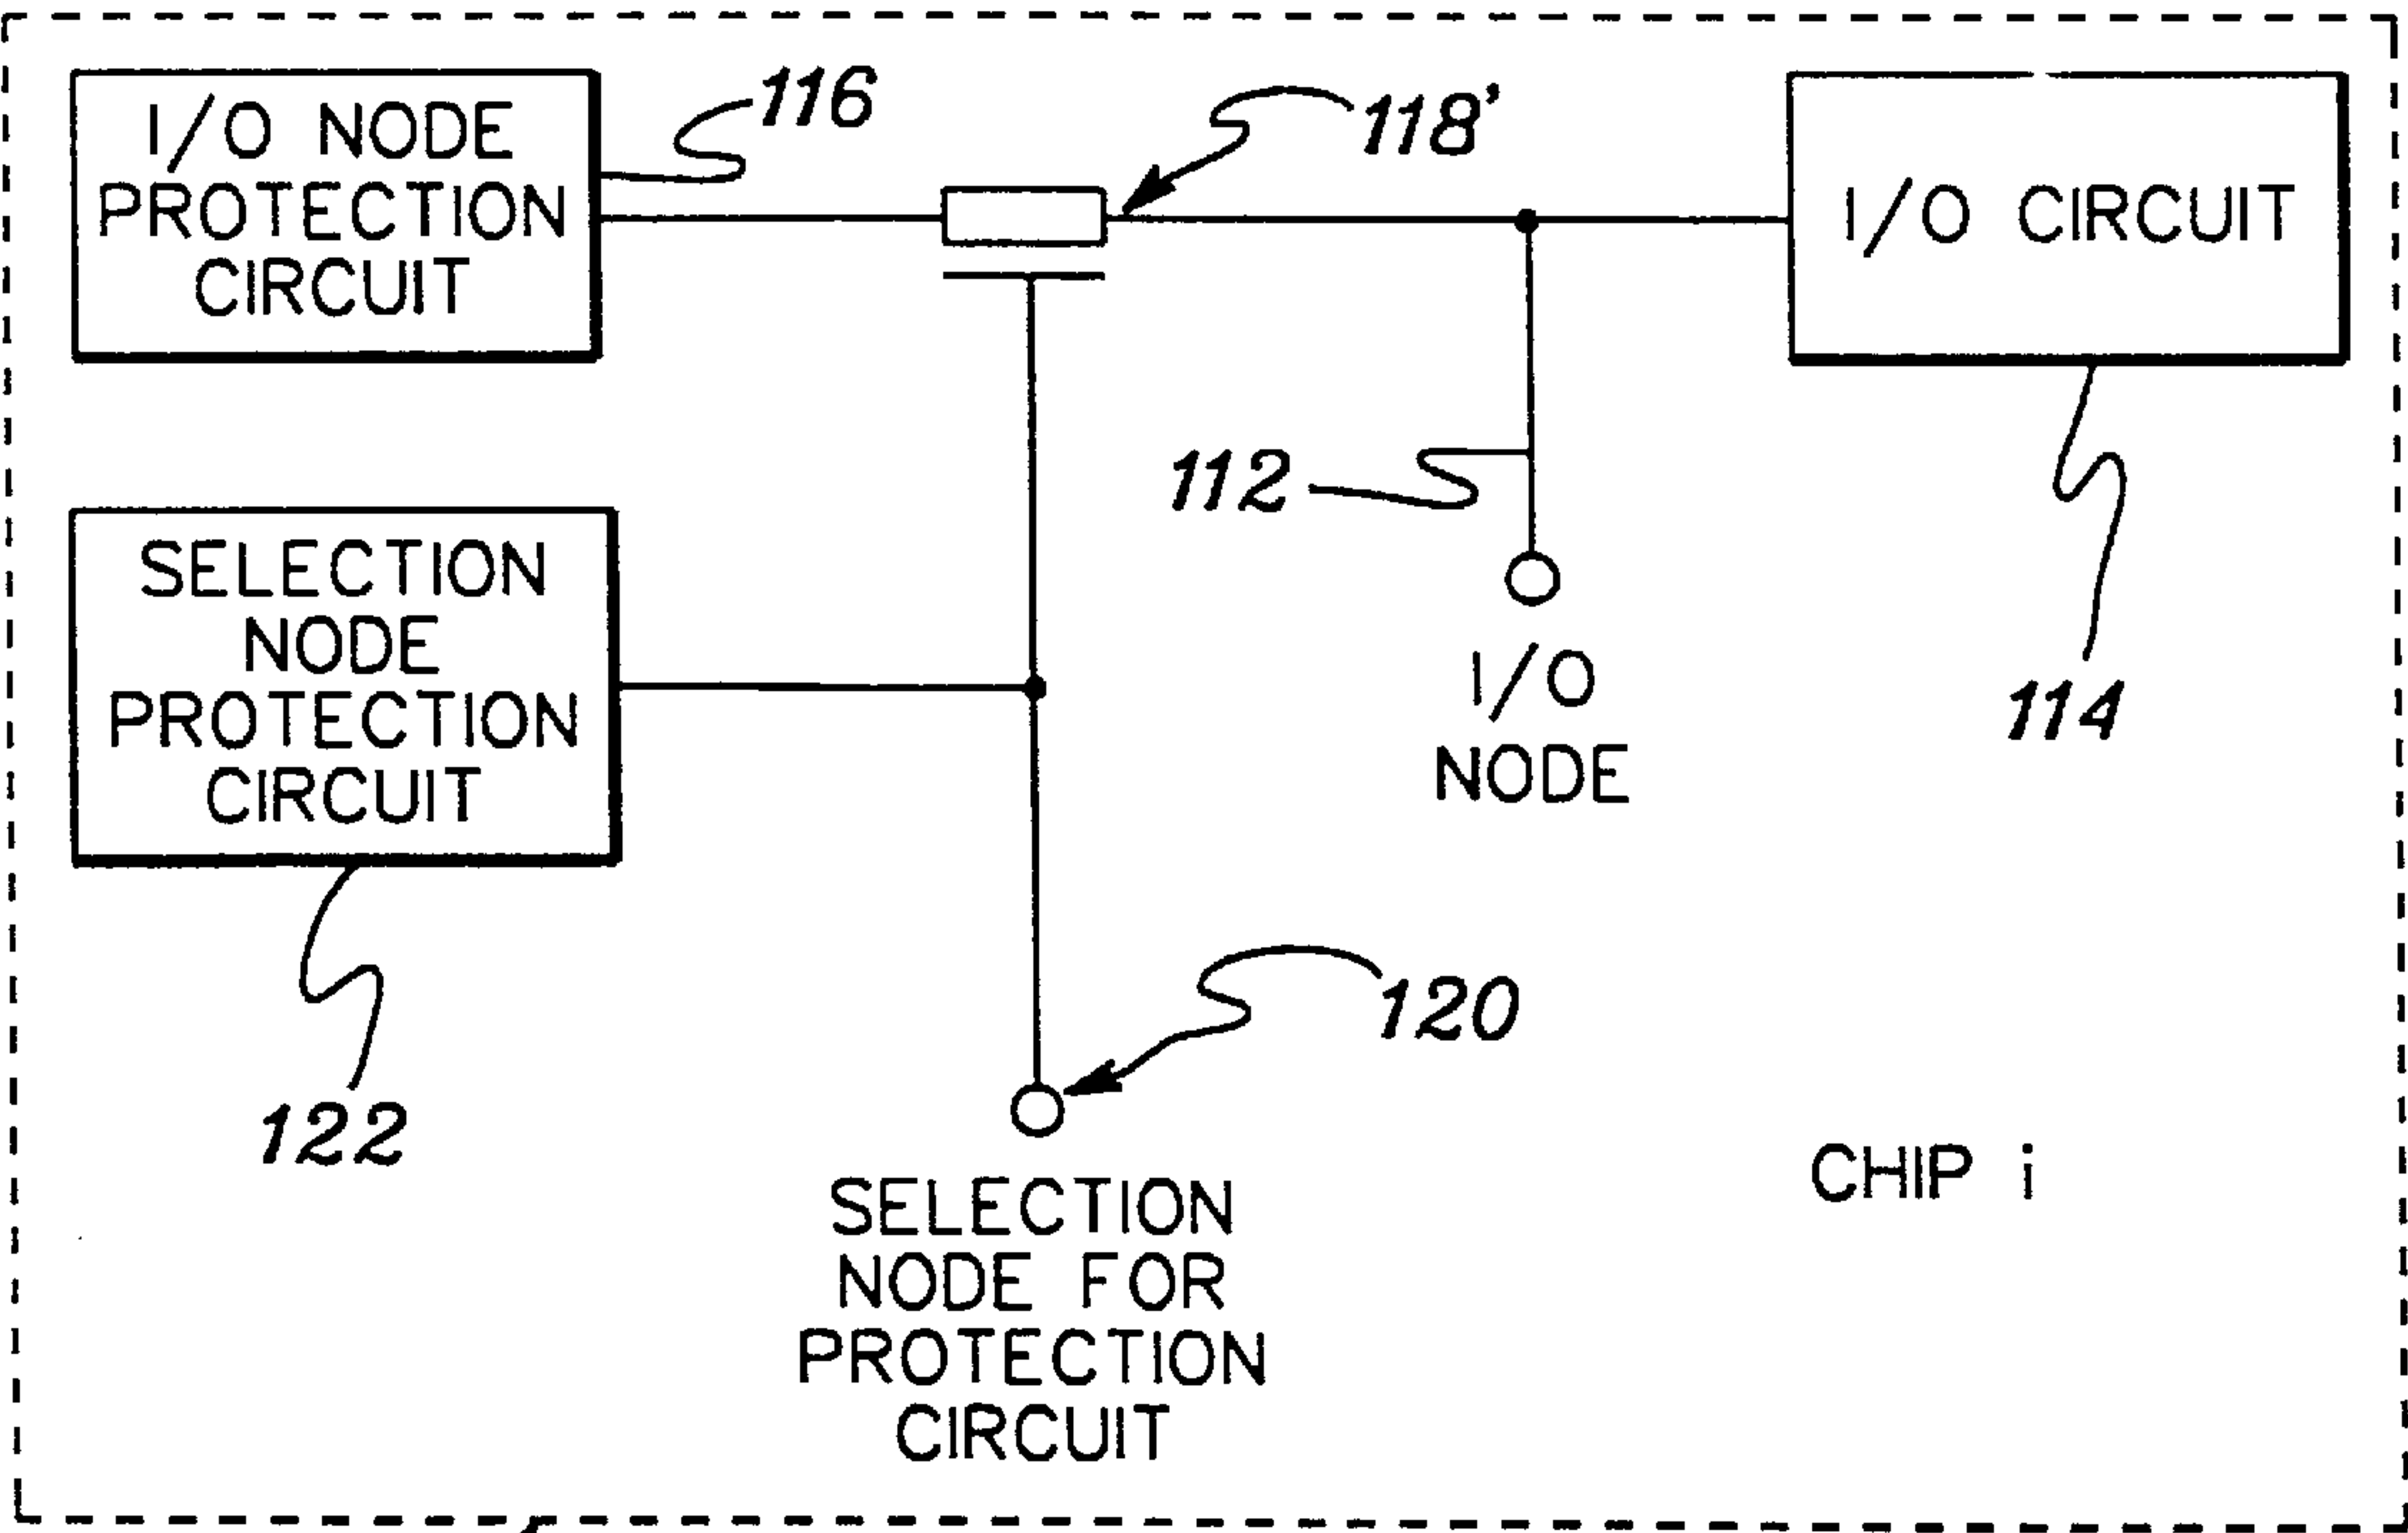 I/O NODE
PROTECTION
CIRCUIT
116
118'
I/O CIRCUIT
112
I/O
NODE
114
SELECTION
NODE
PROTECTION
CIRCUIT
122
120
SELECTION
NODE FOR
PROTECTION
CIRCUIT
CHIP i